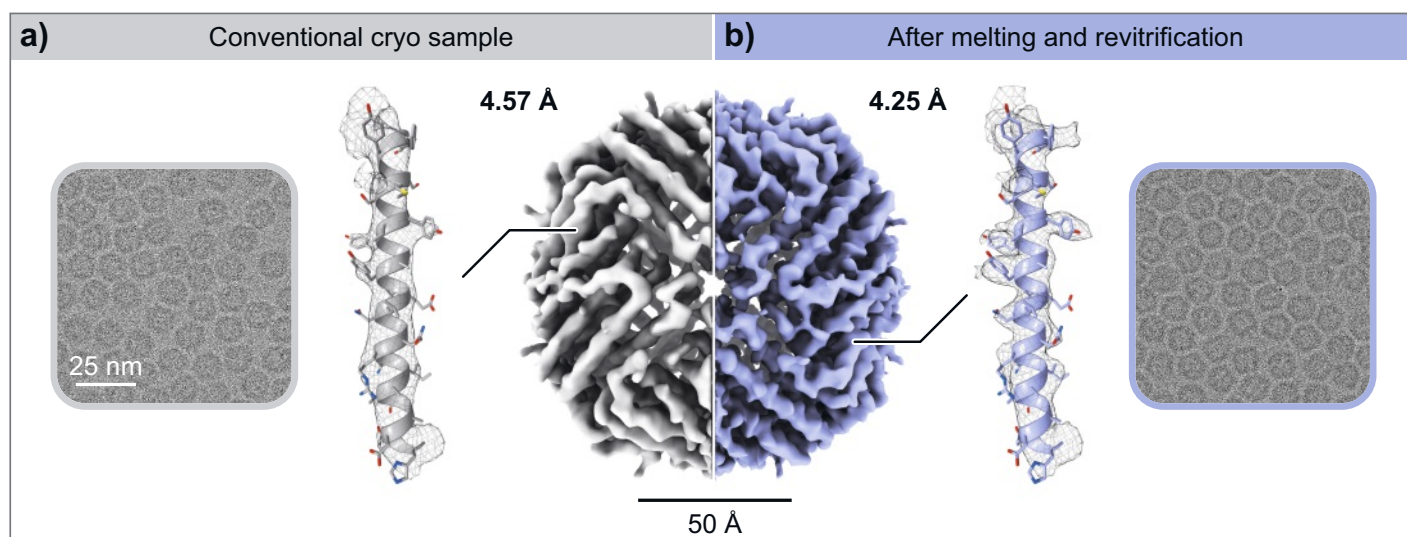 a) Conventional cryo sample
b) After melting and revitrification
4.57 Å
4.25 Å
25 nm
50 Å